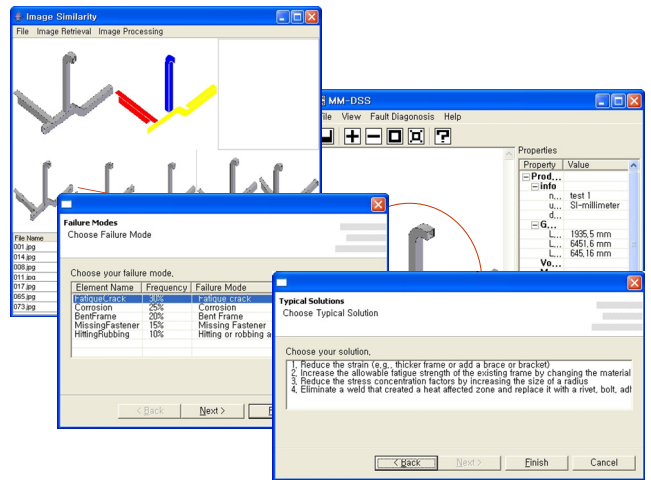 Image Similarity
File Image Retrieval Image Processing
File Name
001.jpg
014.jpg
008.jpg
011.jpg
017.jpg
065.jpg
073.jpg
MM-DSS
File View Fault Diagonosis Help
Properties
Property Value
Prod...
info
n... test 1
u... SI-millimeter
d...
G...
L... 1935,5 mm
L... 6451,6 mm
L... 645,16 mm
Vo...
Failure Modes
Choose Failure Mode
Choose your failure mode,
Element Name Frequency Failure Mode
FatigueCrack 30% Fatigue crack
Corrosion 25% Corrosion
BentFrame 20% Bent Frame
MissingFastener 15% Missing Fastener
HittingRubbing 10% Hitting or robbing a
< Back Next >
Typical Solutions
Choose Typical Solution
Choose your solution,
1, Reduce the strain (e,g,, thicker frame or add a brace or bracket)
2, Increase the allowable fatigue strength of the existing frame by changing the material
3, Reduce the stress concentration factors by increasing the size of a radius
4, Eliminate a weld that created a heat affected zone and replace it with a rivet, bolt, adh
< Back Next > Finish Cancel